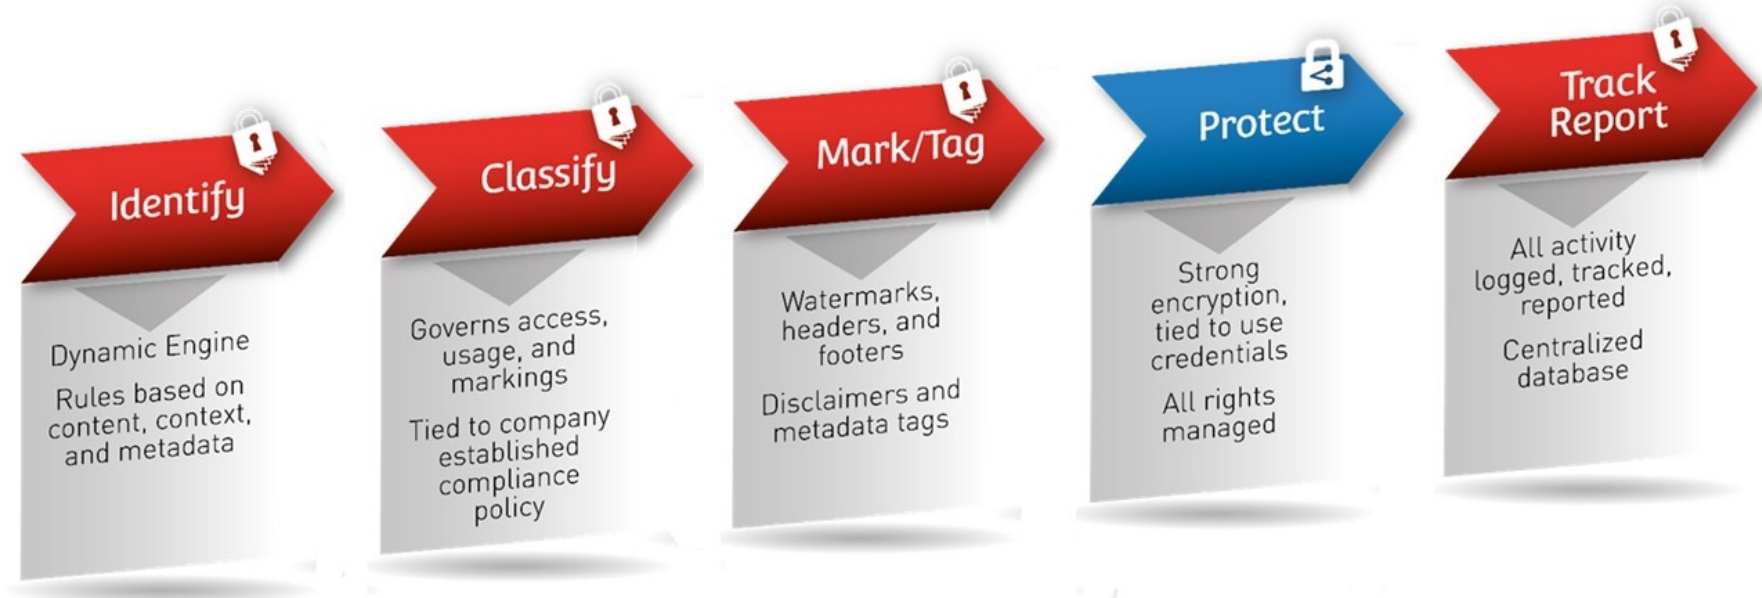 Identify
Dynamic Engine
Rules based on
content, context,
and metadata
Classify
Governs access,
usage, and
markings
Tied to company
established
compliance
policy
Mark/Tag
Watermarks,
headers, and
footers
Disclaimers and
metadata tags
Protect
Strong
encryption,
tied to use
credentials
All rights
managed
Track
Report
All activity
logged, tracked,
reported
Centralized
database